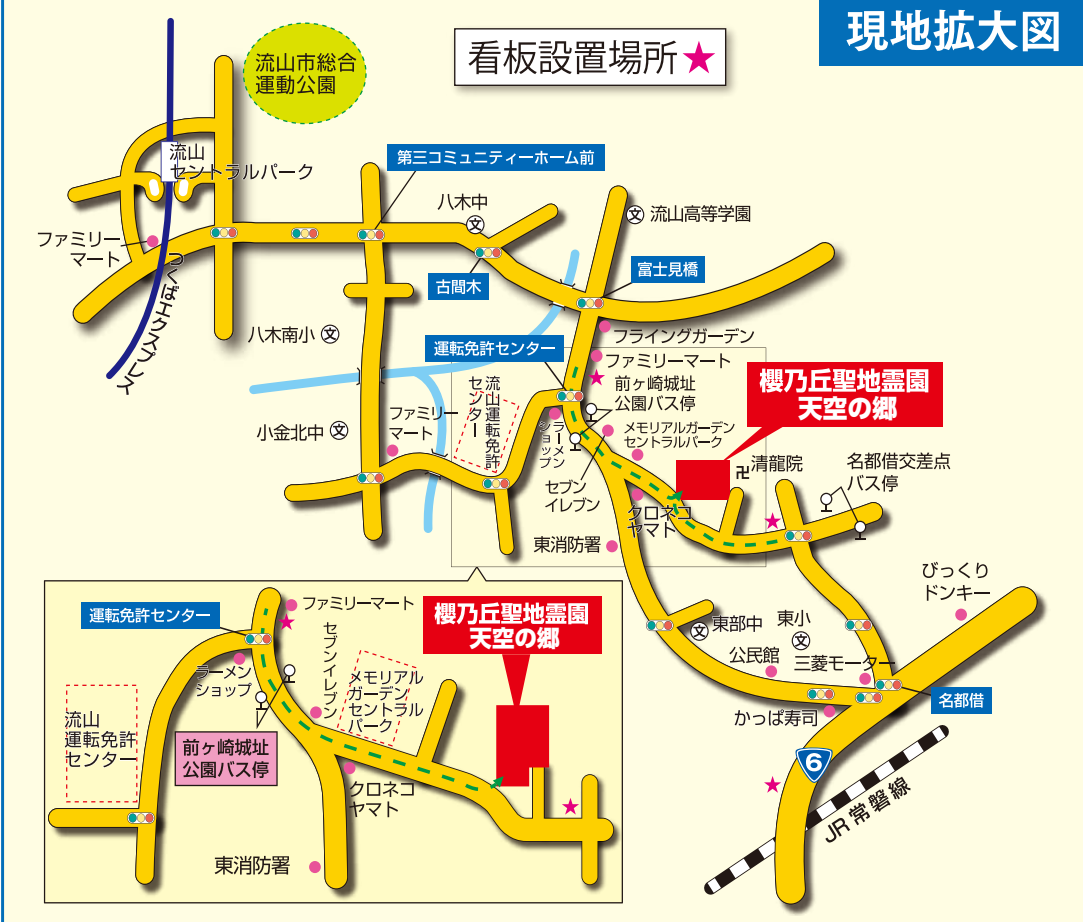 現地拡大図
看板設置場所★
流山市総合
運動公園
流山
セントラルパーク
第三コミュニティーホーム前
八木中
文
文
流山高等学園
ファミリー
マート
つくばエクスプレス
古間木
富士見橋
八木南小
文
フライングガーデン
運転免許センター
ファミリーマート
前ヶ崎城址
公園バス停
櫻乃丘聖地霊園
天空の郷
流山運転免許
センター
ファミリー
マート
小金北中
文
ラーメン
ショップ
メモリアルガーデン
セントラルパーク
卍
清龍院
名都借交差点
バス停
セブン
イレブン
クロネコ
ヤマト
東消防署
びっくり
ドンキー
文
東部中
東小
文
公民館
三菱モーター
かっぱ寿司
名都借
6
JR常磐線
運転免許センター
ファミリーマート
櫻乃丘聖地霊園
天空の郷
セブンイレブン
ラーメン
ショップ
メモリアル
ガーデン
セントラル
パーク
流山
運転免許
センター
前ヶ崎城址
公園バス停
クロネコ
ヤマト
東消防署